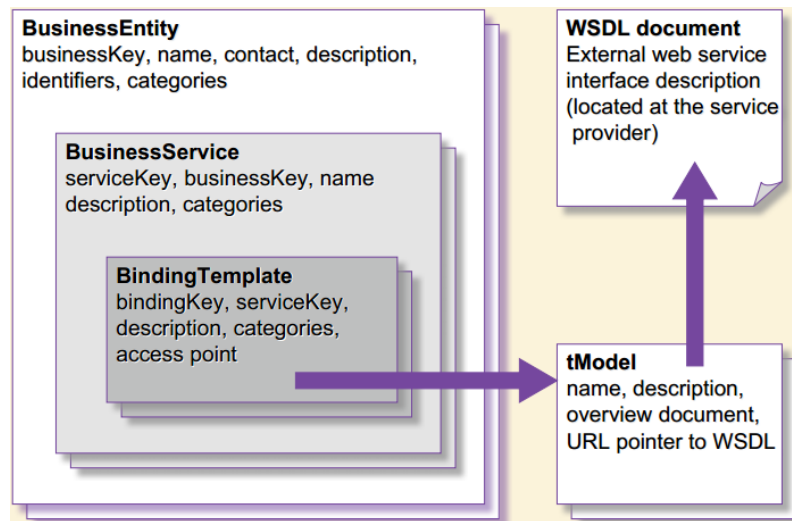 BusinessEntity
businessKey, name, contact, description,
identifiers, categories
BusinessService
serviceKey, businessKey, name
description, categories
BindingTemplate
bindingKey, serviceKey,
description, categories,
access point
WSDL document
External web service
interface description
(located at the service
provider)
tModel
name, description,
overview document,
URL pointer to WSDL